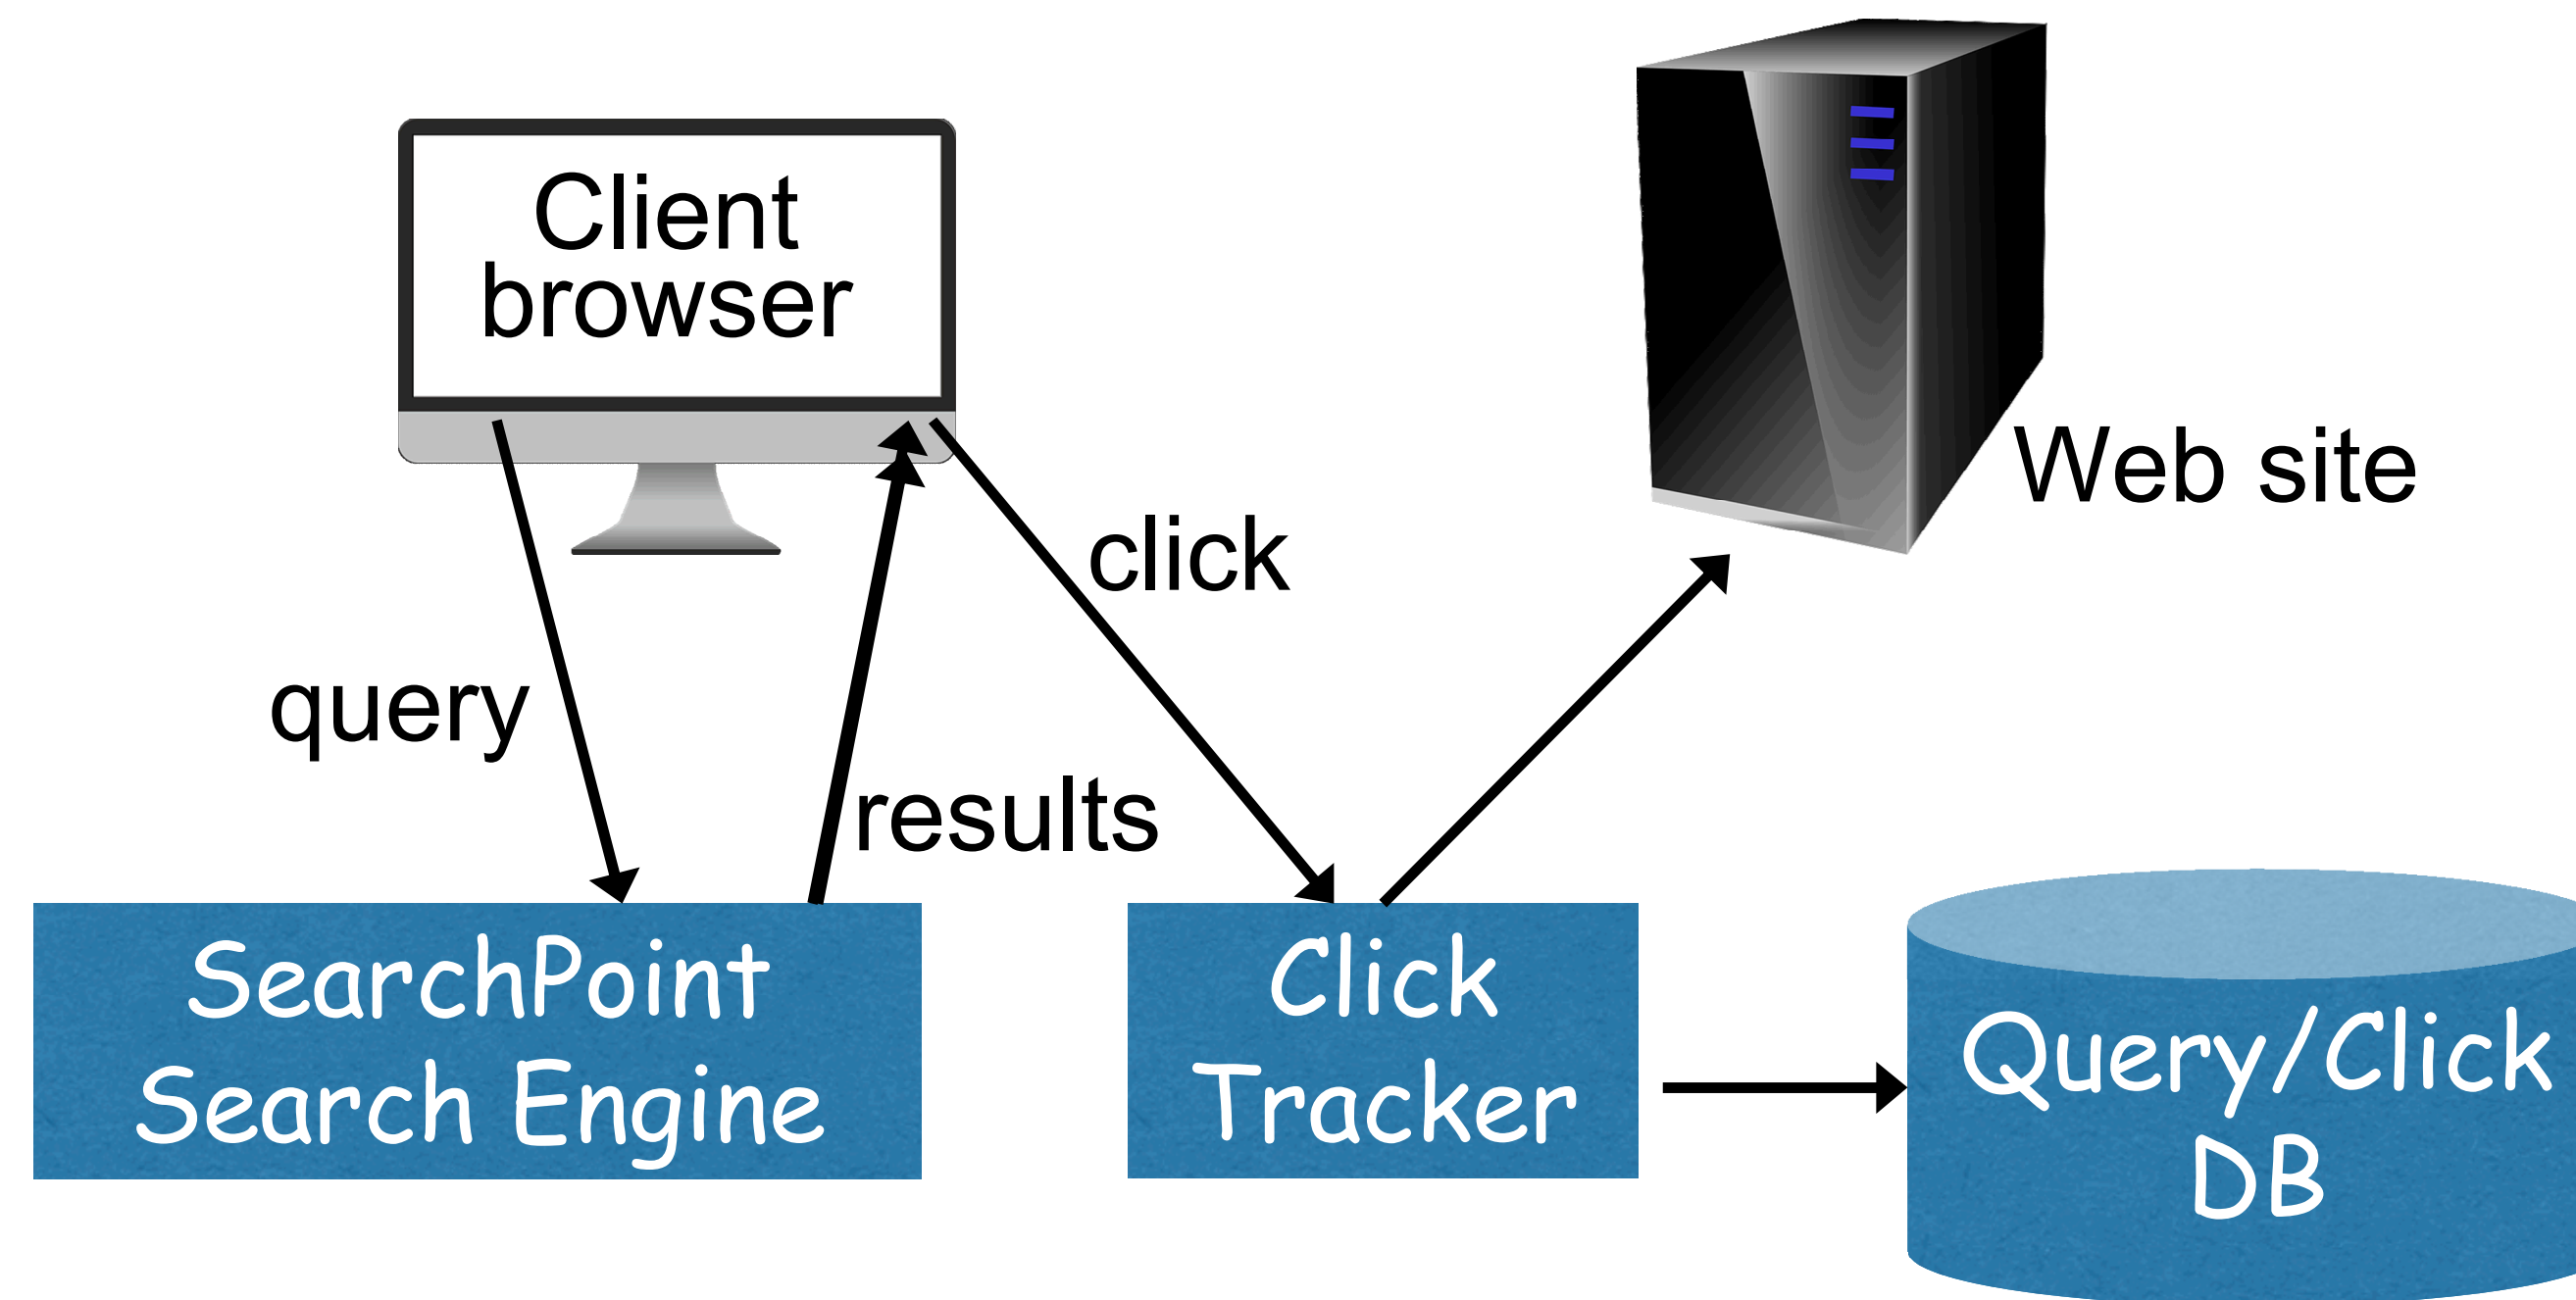 Client
browser
Web site
click
query
results
SearchPoint
Search Engine
Click
Tracker
Query/Click
DB